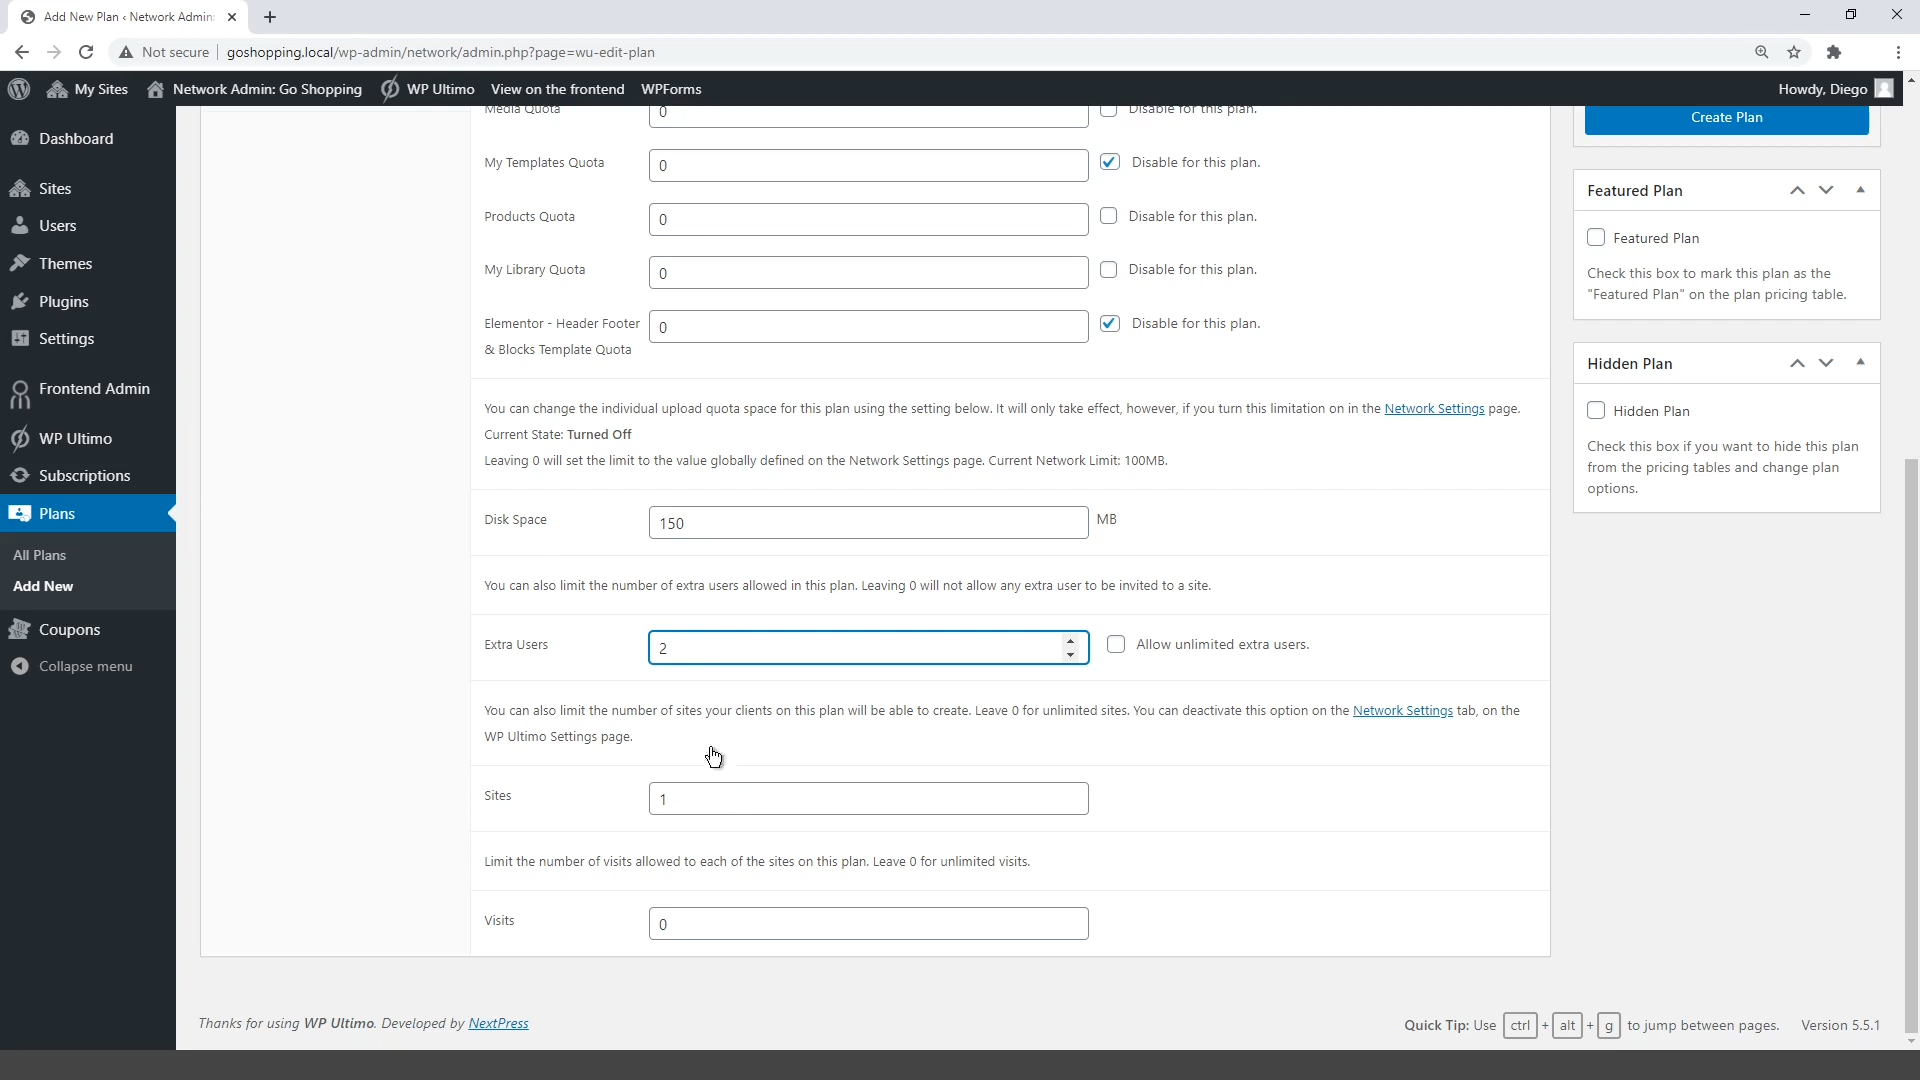 Add New Plan ‹ Network Admin:
Not secure | goshopping.local/wp-admin/network/admin.php?page=wu-edit-plan
My Sites Network Admin: Go Shopping WP Ultimo View on the frontend WPForms Howdy, Diego
Dashboard
Sites
Users
Themes
Plugins
Settings
Frontend Admin
WP Ultimo
Subscriptions
Plans
All Plans
Add New
Coupons
Collapse menu
Media Quota 0 Disable for this plan.
My Templates Quota 0 Disable for this plan.
Products Quota 0 Disable for this plan.
My Library Quota 0 Disable for this plan.
Elementor - Header Footer 0 Disable for this plan.
& Blocks Template Quota
You can change the individual upload quota space for this plan using the setting below. It will only take effect, however, if you turn this limitation on in the Network Settings page.
Current State: Turned Off
Leaving 0 will set the limit to the value globally defined on the Network Settings page. Current Network Limit: 100MB.
Disk Space 150 MB
You can also limit the number of extra users allowed in this plan. Leaving 0 will not allow any extra user to be invited to a site.
Extra Users 2 Allow unlimited extra users.
You can also limit the number of sites your clients on this plan will be able to create. Leave 0 for unlimited sites. You can deactivate this option on the Network Settings tab, on the
WP Ultimo Settings page.
Sites 1
Limit the number of visits allowed to each of the sites on this plan. Leave 0 for unlimited visits.
Visits 0
Create Plan
Featured Plan
Featured Plan
Check this box to mark this plan as the
"Featured Plan" on the plan pricing table.
Hidden Plan
Hidden Plan
Check this box if you want to hide this plan
from the pricing tables and change plan
options.
Thanks for using WP Ultimo. Developed by NextPress
Quick Tip: Use ctrl + alt + g to jump between pages. Version 5.5.1